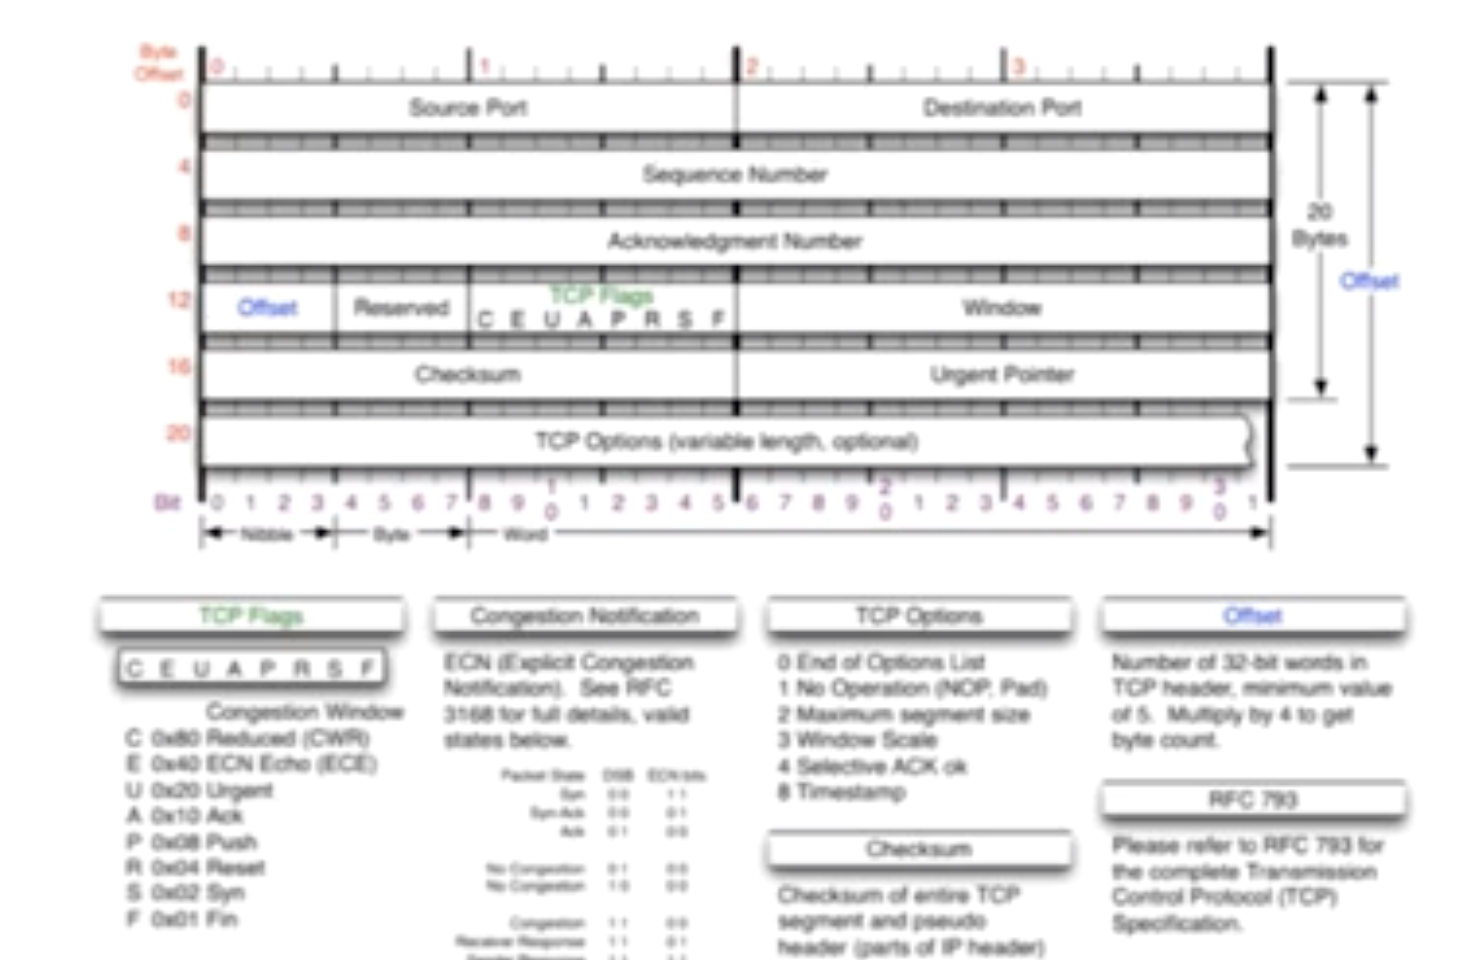 Byte
Offset
0 1 2 3
0 Source Port Destination Port
4 Sequence Number
8 Acknowledgment Number
20
Bytes
Offset
TCP Flags
12 Offset Reserved C E U A P R S F Window
16 Checksum Urgent Pointer
20 TCP Options (variable length, optional)
Bit 0 1 2 3 4 5 6 7 8 9 10 1 2 3 4 5 6 7 8 9 20 1 2 3 4 5 6 7 8 9 30 1
Nibble Byte Word
TCP Flags
C E U A P R S F
Congestion Window
C 0x80 Reduced (CWR)
E 0x40 ECN Echo (ECE)
U 0x20 Urgent
A 0x10 Ack
P 0x08 Push
R 0x04 Reset
S 0x02 Syn
F 0x01 Fin
Congestion Notification
ECN (Explicit Congestion
Notification). See RFC
3168 for full details, valid
states below.
Packet State DSB ECN bits
Syn 0 0 1 1
Syn-Ack 0 0 0 1
Ack 0 1 0 0
No Congestion 0 1 0 0
No Congestion 1 0 0 0
Congestion 1 1 0 0
Receiver Response 1 1 0 1
TCP Options
0 End of Options List
1 No Operation (NOP, Pad)
2 Maximum segment size
3 Window Scale
4 Selective ACK ok
8 Timestamp
Checksum
Checksum of entire TCP
segment and pseudo
header (parts of IP header)
Offset
Number of 32-bit words in
TCP header, minimum value
of 5. Multiply by 4 to get
byte count.
RFC 793
Please refer to RFC 793 for
the complete Transmission
Control Protocol (TCP)
Specification.